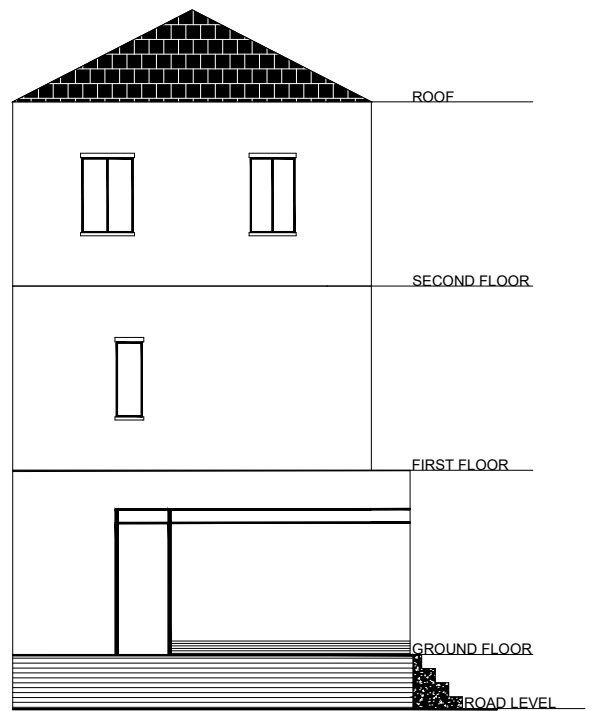 ROOF
SECOND FLOOR
FIRST FLOOR
GROUND FLOOR
ROAD LEVEL